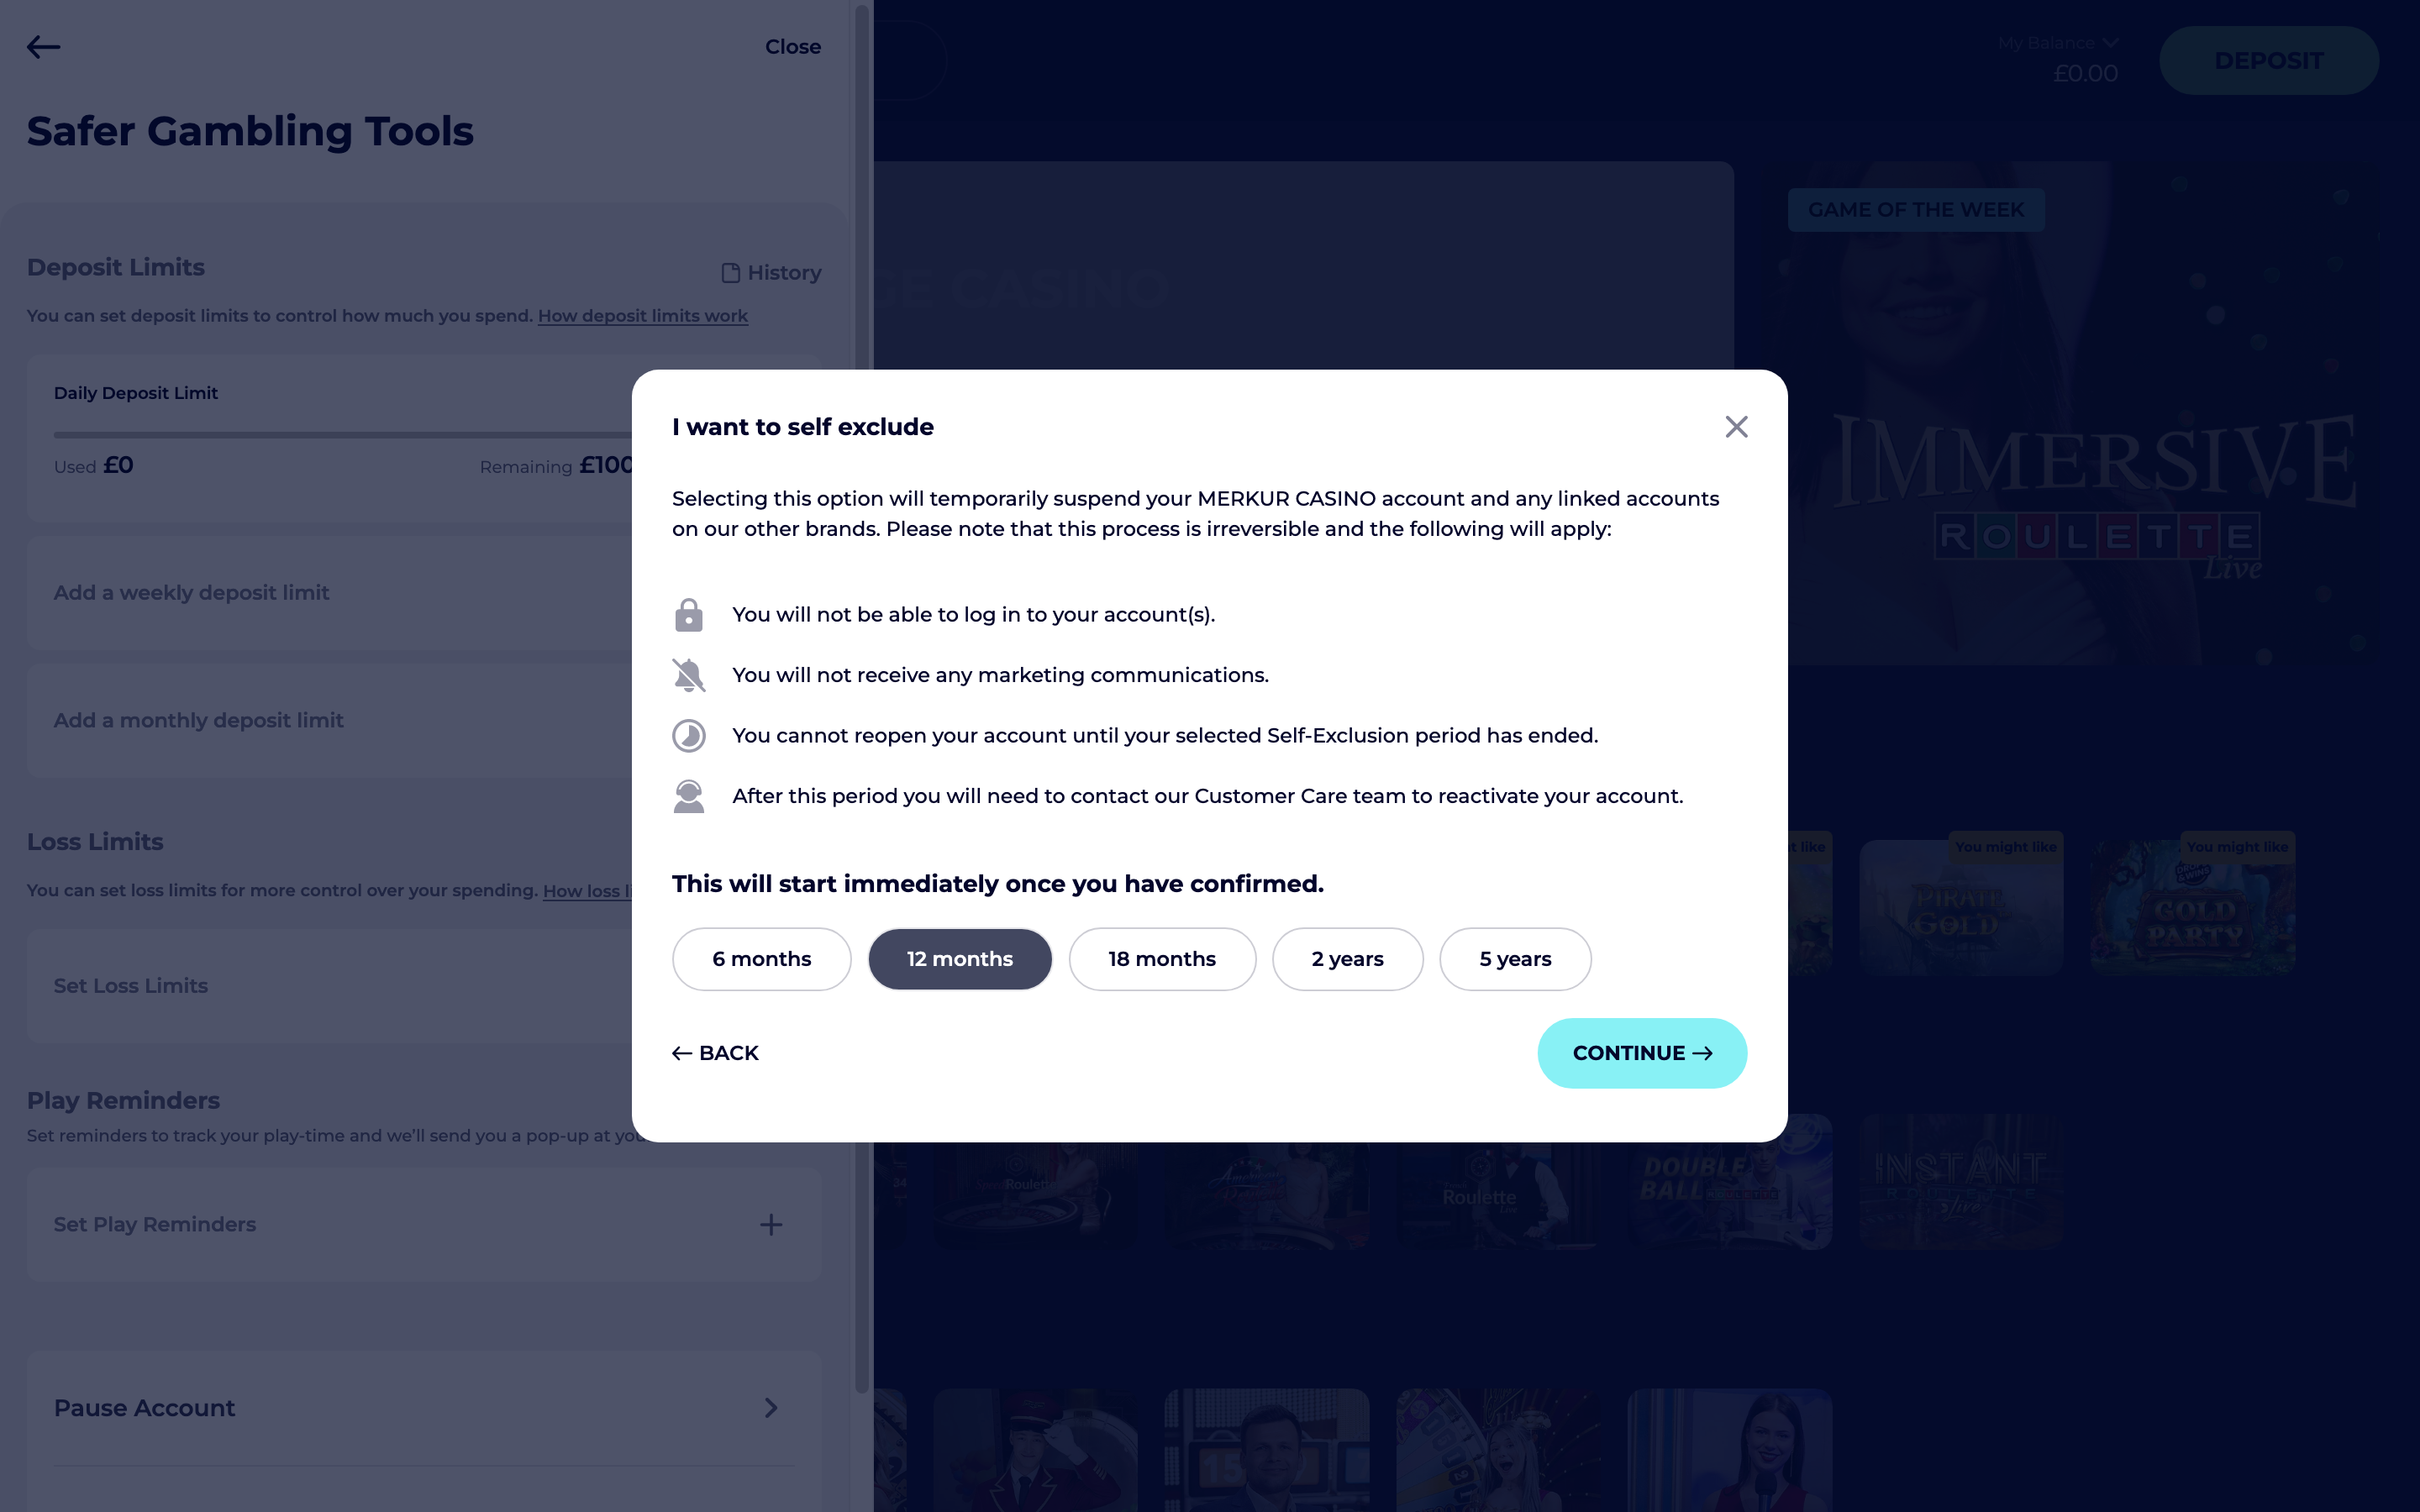 Close
Safer Gambling Tools
Deposit Limits
History
You can set deposit limits to control how much you spend. How deposit limits work
Daily Deposit Limit
Used £0
Remaining £100
Add a weekly deposit limit
Add a monthly deposit limit
Loss Limits
You can set loss limits for more control over your spending. How loss
Set Loss Limits
Play Reminders
Set reminders to track your play-time and we'll send you a pop-up at
Set Play Reminders
Pause Account
My Balance
£0.00
DEPOSIT
CASINO
GAME OF THE WEEK
IMMERSIVE
ROULETTE
Live
I want to self exclude
Selecting this option will temporarily suspend your MERKUR CASINO account and any linked accounts
on our other brands. Please note that this process is irreversible and the following will apply:
You will not be able to log in to your account(s).
You will not receive any marketing communications.
You cannot reopen your account until your selected Self-Exclusion period has ended.
After this period you will need to contact our Customer Care team to reactivate your account.
This will start immediately once you have confirmed.
6 months
12 months
18 months
2 years
5 years
BACK
CONTINUE
like
You might like
You might like
PIRATE
GOLD
GOLD
PARTY
24
Speed
Roulette
American
Roulette
Live
DOUBLE
BALL
ROULETTE
INSTANT
ROULETTE
Live